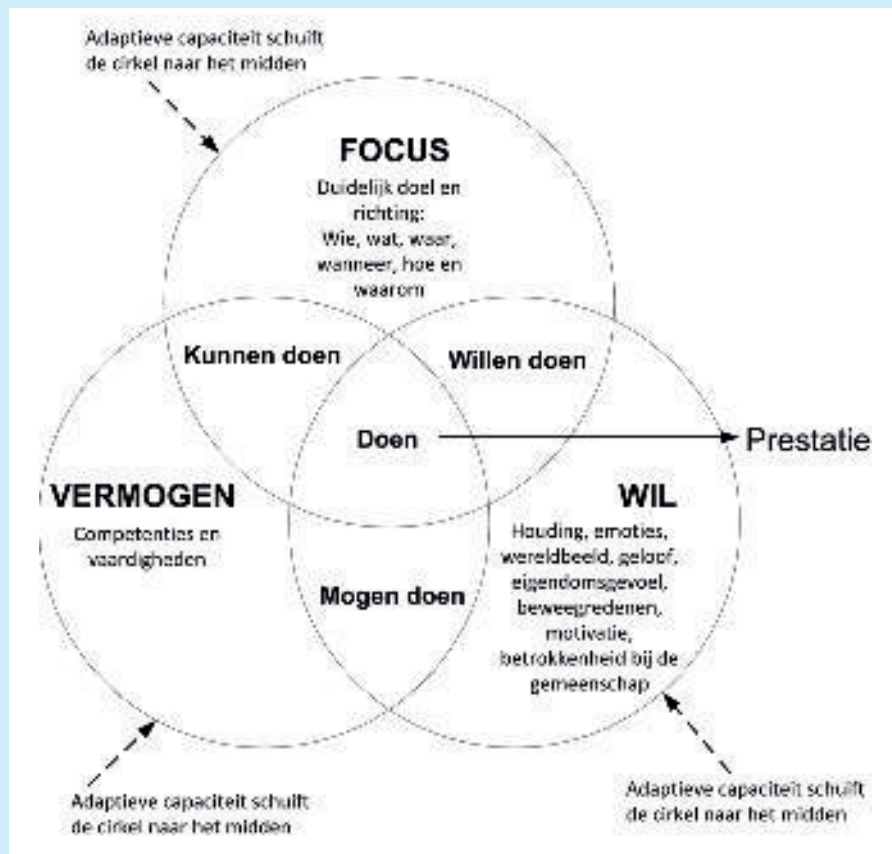 Adaptieve capaciteit schuift
de cirkel naar het midden
FOCUS
Duidelijk doel en
richting:
Wie, wat, waar,
wanneer, hoe en
waarom
Kunnen doen
Willen doen
Doen
Prestatie
VERMOGEN
Competenties en
vaardigheden
WIL
Houding, emoties,
wereldbeeld, geloof,
eigendomsgevoel,
beweegredenen,
motivatie,
betrokkenheid bij de
gemeenschap
Mogen doen
Adaptieve capaciteit schuift
de cirkel naar het midden
Adaptieve capaciteit schuift
de cirkel naar het midden